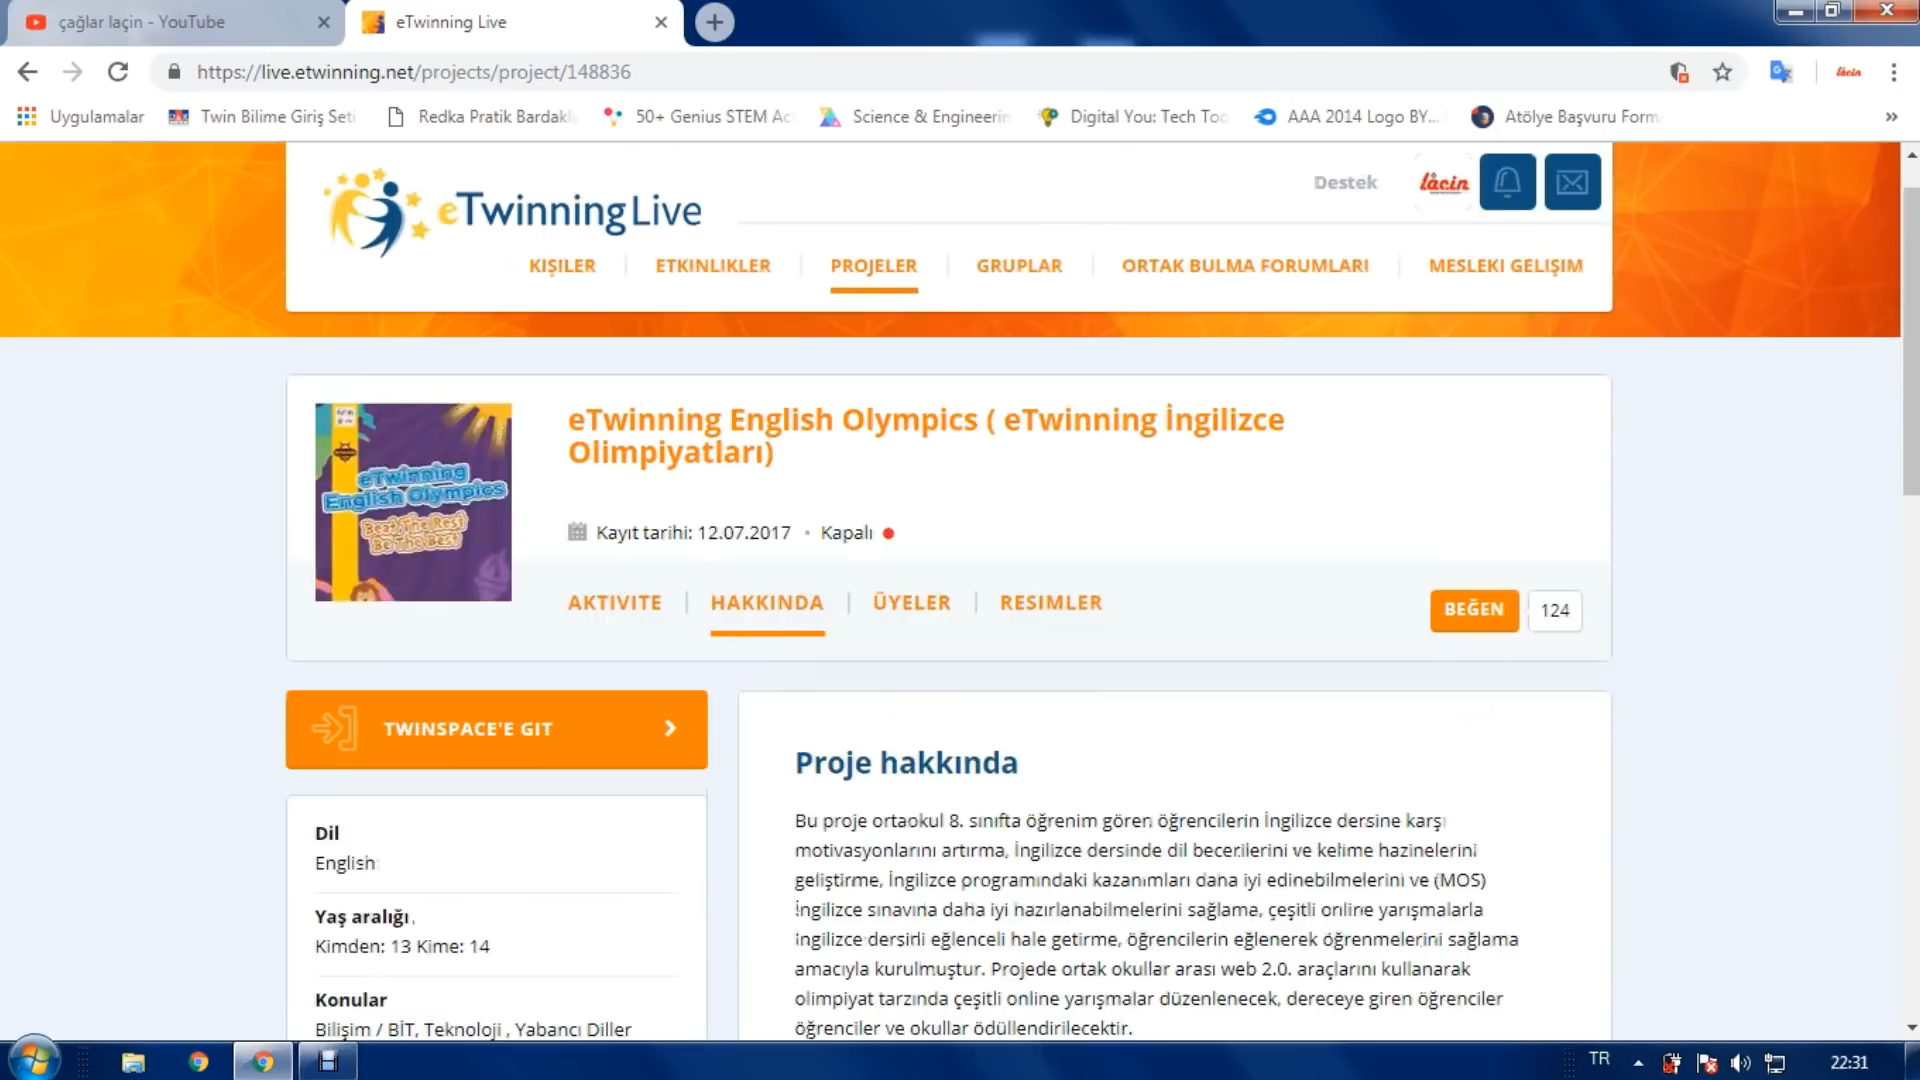 çağlar laçin - YouTube
eTwinning Live
https://live.etwinning.net/projects/project/148836
laçin
Uygulamalar
Twin Bilime Giriş Seti
Redka Pratik Bardakl
50+ Genius STEM Ac
Science & Engineerin
Digital You: Tech Too
AAA 2014 Logo BY...
Atölye Başvuru Form
»
eTwinningLive
Destek
laçin
KIŞILER
ETKINLIKLER
PROJELER
GRUPLAR
ORTAK BULMA FORUMLARI
MESLEKI GELIŞIM
eTwinning
English Olympics
Beat The Rest
Be The Best
eTwinning English Olympics ( eTwinning İngilizce
Olimpiyatları)
Kayıt tarihi: 12.07.2017 • Kapalı
AKTIVITE
HAKKINDA
ÜYELER
RESIMLER
BEĞEN
124
TWINSPACE'E GIT
Dil
English
Yaş aralığı
Kimden: 13 Kime: 14
Konular
Bilişim / BİT, Teknoloji , Yabancı Diller
Proje hakkında
Bu proje ortaokul 8. sınıfta öğrenim gören öğrencilerin İngilizce dersine karşı
motivasyonlarını artırma, İngilizce dersinde dil becerilerini ve kelime hazinelerini
geliştirme, İngilizce programındaki kazanımları daha iyi edinebilmelerini ve (MOS)
İngilizce sınavına daha iyi hazırlanabilmelerini sağlama, çeşitli online yarışmalarla
ingilizce dersini eğlenceli hale getirme, öğrencilerin eğlenerek öğrenmelerini sağlama
amacıyla kurulmuştur. Projede ortak okullar arası web 2.0. araçlarını kullanarak
olimpiyat tarzında çeşitli online yarışmalar düzenlenecek, dereceye giren öğrenciler
öğrenciler ve okullar ödüllendirilecektir.
TR
22:31